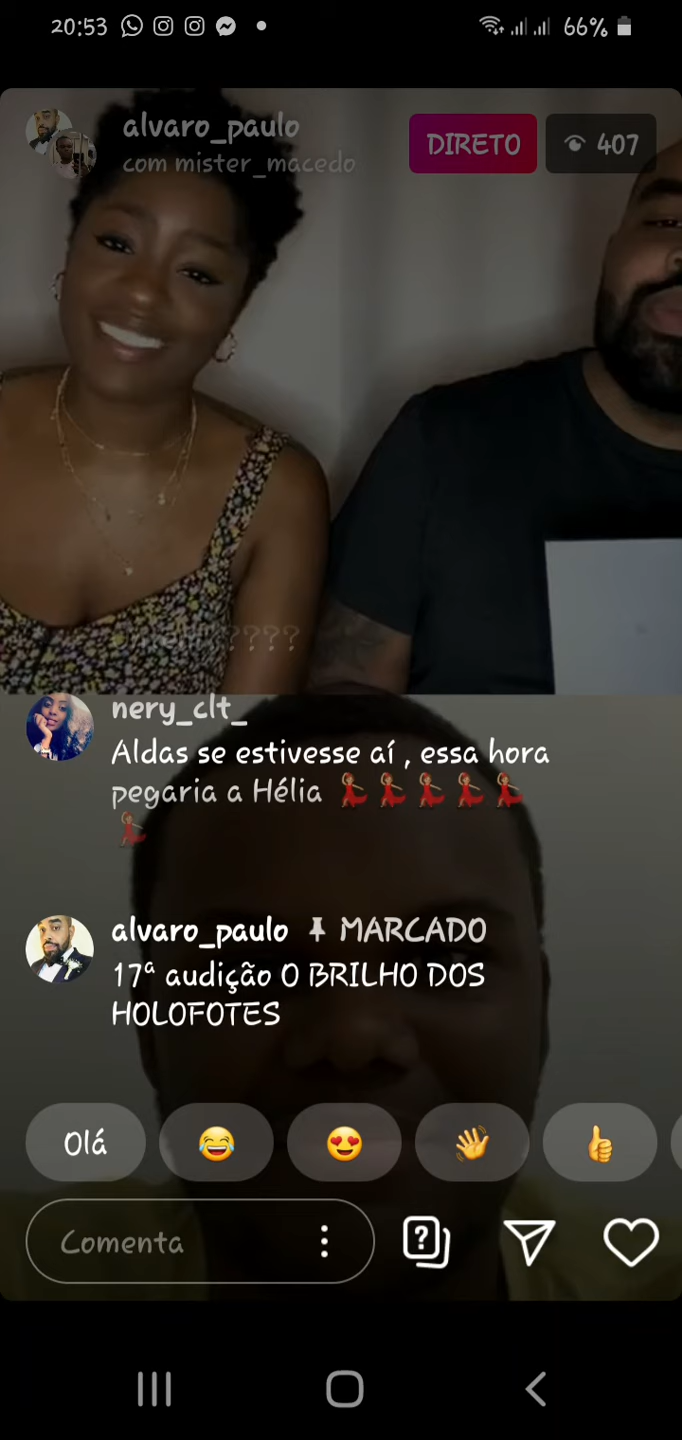 20:53
66%
alvaro_paulo
com mister_macedo
DIRETO
407
????
nery_clt_
Aldas se estivesse aí , essa hora
pegaria a Hélia 💃🏽💃🏽💃🏽💃🏽💃🏽
💃🏽
alvaro_paulo 📌 MARCADO
17ª audição O BRILHO DOS
HOLOFOTES
Olá 😂 😍 👋 👍
Comenta